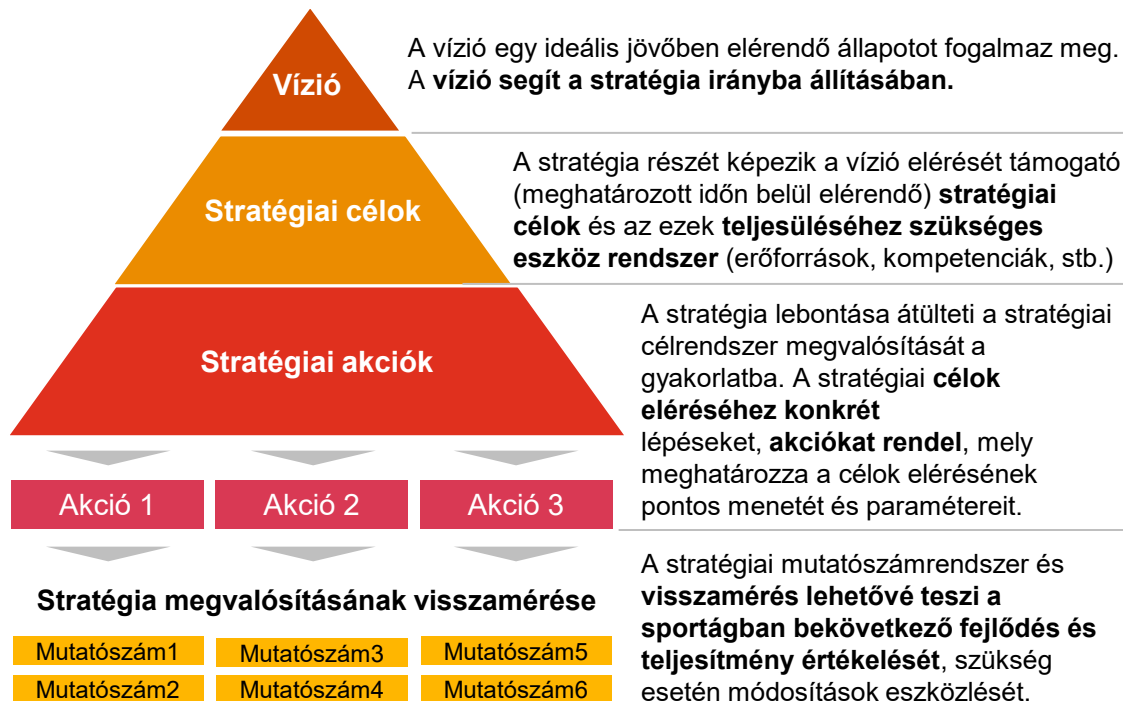 Vízió
A vízió egy ideális jövőben elérendő állapotot fogalmaz meg.
A vízió segít a stratégia irányba állításában.
Stratégiai célok
A stratégia részét képezik a vízió elérését támogató
(meghatározott időn belül elérendő) stratégiai
célok és az ezek teljesüléséhez szükséges
eszköz rendszer (erőforrások, kompetenciák, stb.)
Stratégiai akciók
A stratégia lebontása átülteti a stratégiai
célrendszer megvalósítását a
gyakorlatba. A stratégiai célok
eléréséhez konkrét
lépéseket, akciókat rendel, mely
meghatározza a célok elérésének
pontos menetét és paramétereit.
Akció 1
Akció 2
Akció 3
Stratégia megvalósításának visszamérése
Mutatószám1
Mutatószám3
Mutatószám5
Mutatószám2
Mutatószám4
Mutatószám6
A stratégiai mutatószámrendszer és
visszamérés lehetővé teszi a
sportágban bekövetkező fejlődés és
teljesítmény értékelését, szükség
esetén módosítások eszközlését.